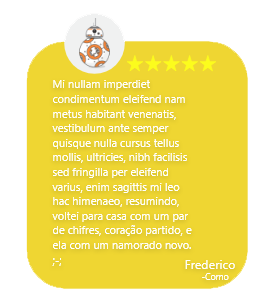 Mi nullam imperdiet
condimentum eleifend nam
metus habitant venenatis,
vestibulum ante semper
quisque nulla cursus tellus
mollis, ultricies, nibh facilisis
sed fringilla per eleifend
varius, enim sagittis mi leo
hac himenaeo, resumindo,
voltei para casa com um par
de chifres, coração partido, e
ela com um namorado novo.
;-;
Frederico
-Corno